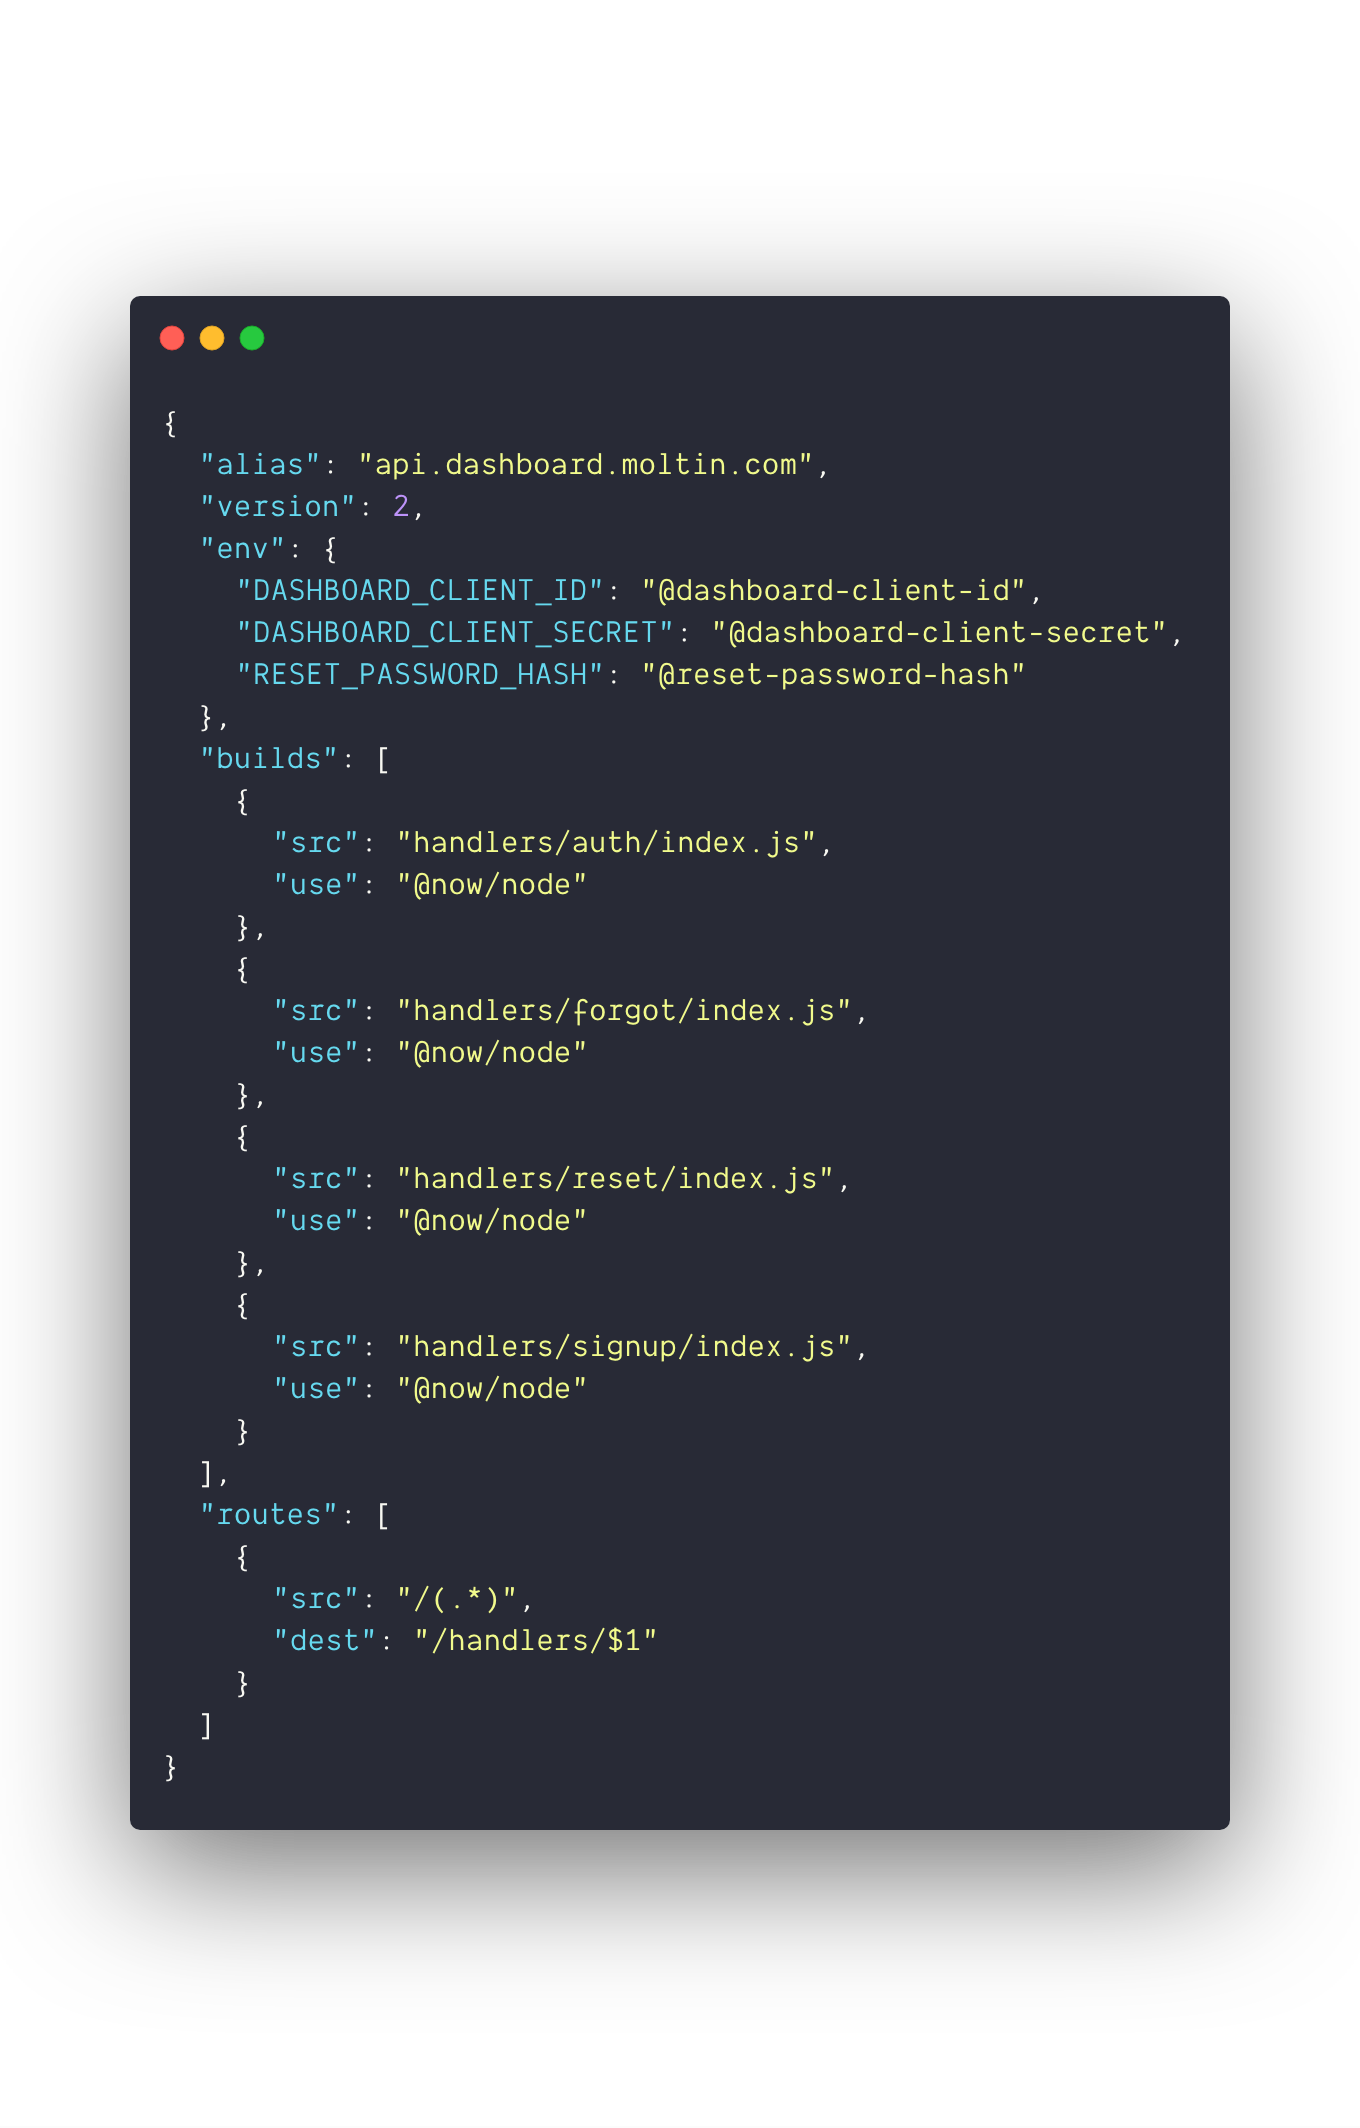 {
  "alias": "api.dashboard.moltin.com",
  "version": 2,
  "env": {
    "DASHBOARD_CLIENT_ID": "@dashboard-client-id",
    "DASHBOARD_CLIENT_SECRET": "@dashboard-client-secret",
    "RESET_PASSWORD_HASH": "@reset-password-hash"
  },
  "builds": [
    {
      "src": "handlers/auth/index.js",
      "use": "@now/node"
    },
    {
      "src": "handlers/forgot/index.js",
      "use": "@now/node"
    },
    {
      "src": "handlers/reset/index.js",
      "use": "@now/node"
    },
    {
      "src": "handlers/signup/index.js",
      "use": "@now/node"
    }
  ],
  "routes": [
    {
      "src": "/(.*)",
      "dest": "/handlers/$1"
    }
  ]
}